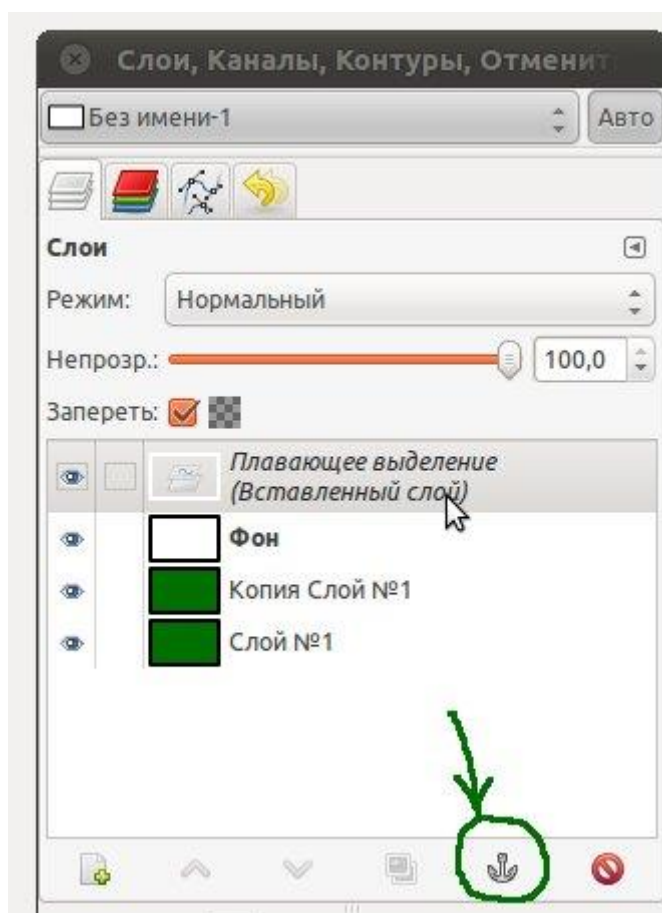 Слои, Каналы, Контуры, Отменит
Без имени-1
Авто
Слои
Режим: Нормальный
Непрозр.: 100,0
Запереть:
Плавающее выделение
(Вставленный слой)
Фон
Копия Слой №1
Слой №1